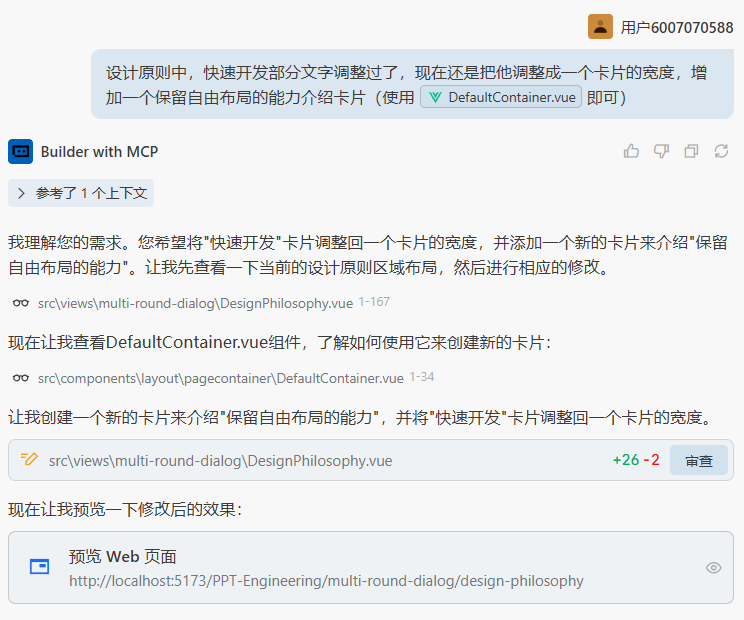 用户6007070588
设计原则中，快速开发部分文字调整过了，现在还是把他调整成一个卡片的宽度，增
加一个保留自由布局的能力介绍卡片（使用 DefaultContainer.vue 即可）
Builder with MCP
参考了 1 个上下文
我理解您的需求。您希望将"快速开发"卡片调整回一个卡片的宽度，并添加一个新的卡片来介绍"保留
自由布局的能力"。让我先查看一下当前的设计原则区域布局，然后进行相应的修改。
src\views\multi-round-dialog\DesignPhilosophy.vue 1-167
现在让我查看DefaultContainer.vue组件，了解如何使用它来创建新的卡片：
src\components\layout\pagecontainer\DefaultContainer.vue 1-34
让我创建一个新的卡片来介绍"保留自由布局的能力"，并将"快速开发"卡片调整回一个卡片的宽度。
src\views\multi-round-dialog\DesignPhilosophy.vue +26 -2 审查
现在让我预览一下修改后的效果：
预览 Web 页面
http://localhost:5173/PPT-Engineering/multi-round-dialog/design-philosophy